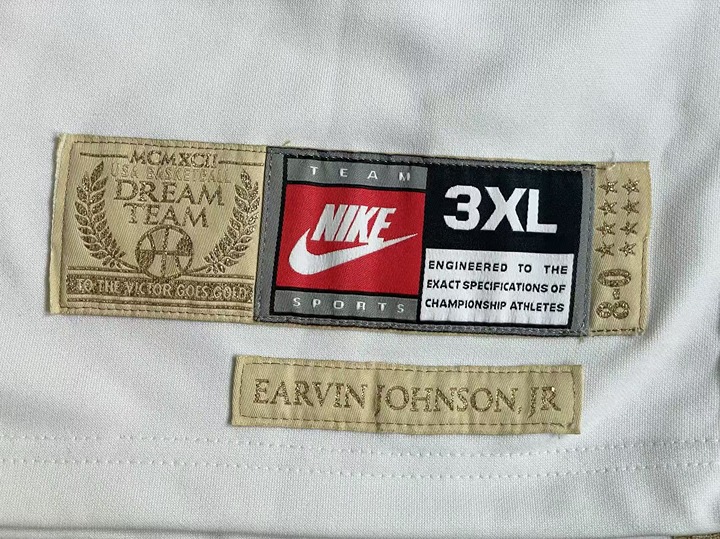 MCMXCII
USA BASKETBALL
DREAM
TEAM
TO THE VICTOR GOES GOLD
TEAM
NIKE
SPORTS
3XL
ENGINEERED TO THE
EXACT SPECIFICATIONS OF
CHAMPIONSHIP ATHLETES
8-0
EARVIN JOHNSON, JR